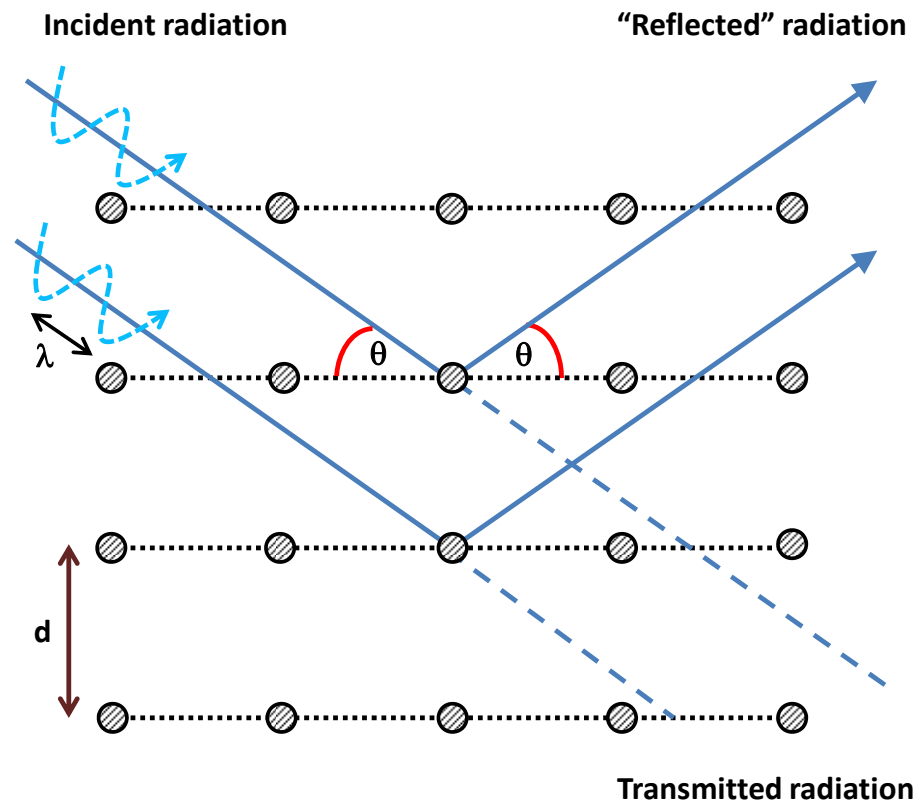 Incident radiation
“Reflected” radiation
θ
θ
λ
d
Transmitted radiation